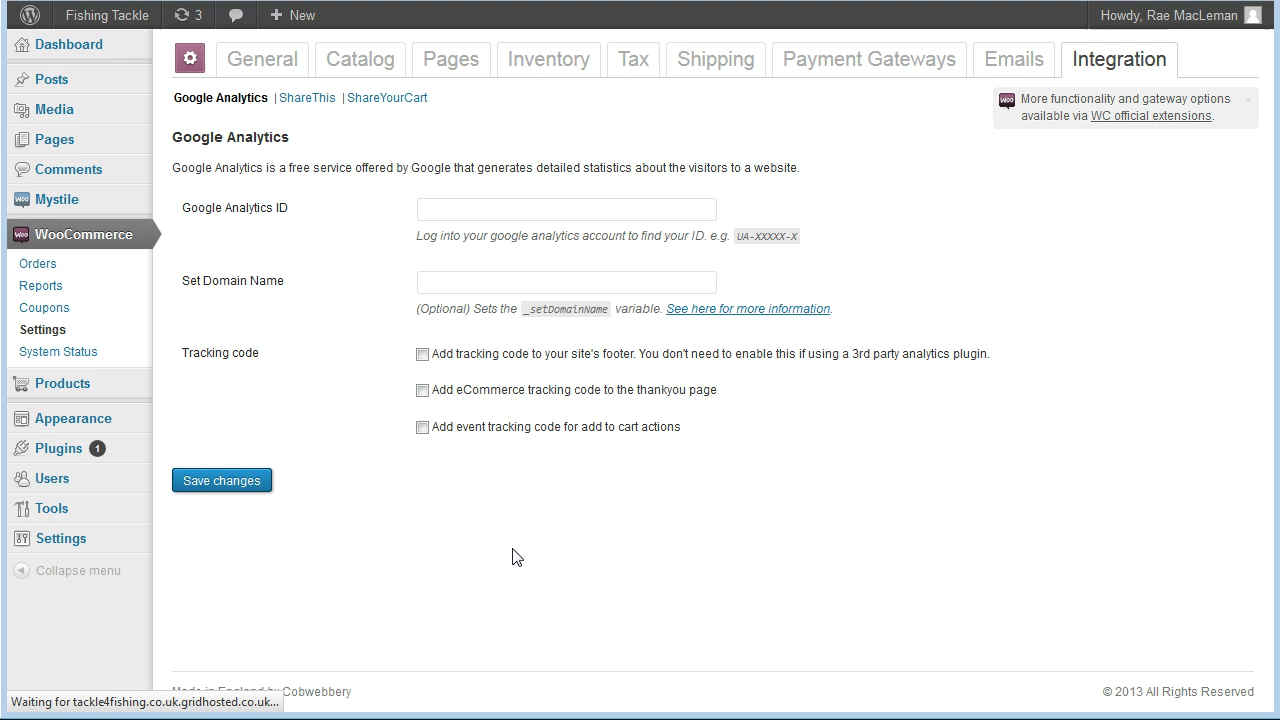 Fishing Tackle
3
New
Howdy, Rae MacLeman
Dashboard
Posts
Media
Pages
Comments
Mystile
WooCommerce
Orders
Reports
Coupons
Settings
System Status
Products
Appearance
Plugins 1
Users
Tools
Settings
Collapse menu
General
Catalog
Pages
Inventory
Tax
Shipping
Payment Gateways
Emails
Integration
Google Analytics | ShareThis | ShareYourCart
More functionality and gateway options
available via WC official extensions.
Google Analytics
Google Analytics is a free service offered by Google that generates detailed statistics about the visitors to a website.
Google Analytics ID
Log into your google analytics account to find your ID. e.g. UA-XXXXX-X
Set Domain Name
(Optional) Sets the _setDomainName variable. See here for more information.
Tracking code
Add tracking code to your site's footer. You don't need to enable this if using a 3rd party analytics plugin.
Add eCommerce tracking code to the thankyou page
Add event tracking code for add to cart actions
Save changes
Made in England by Cobwebbery
© 2013 All Rights Reserved
Waiting for tackle4fishing.co.uk.gridhosted.co.uk...